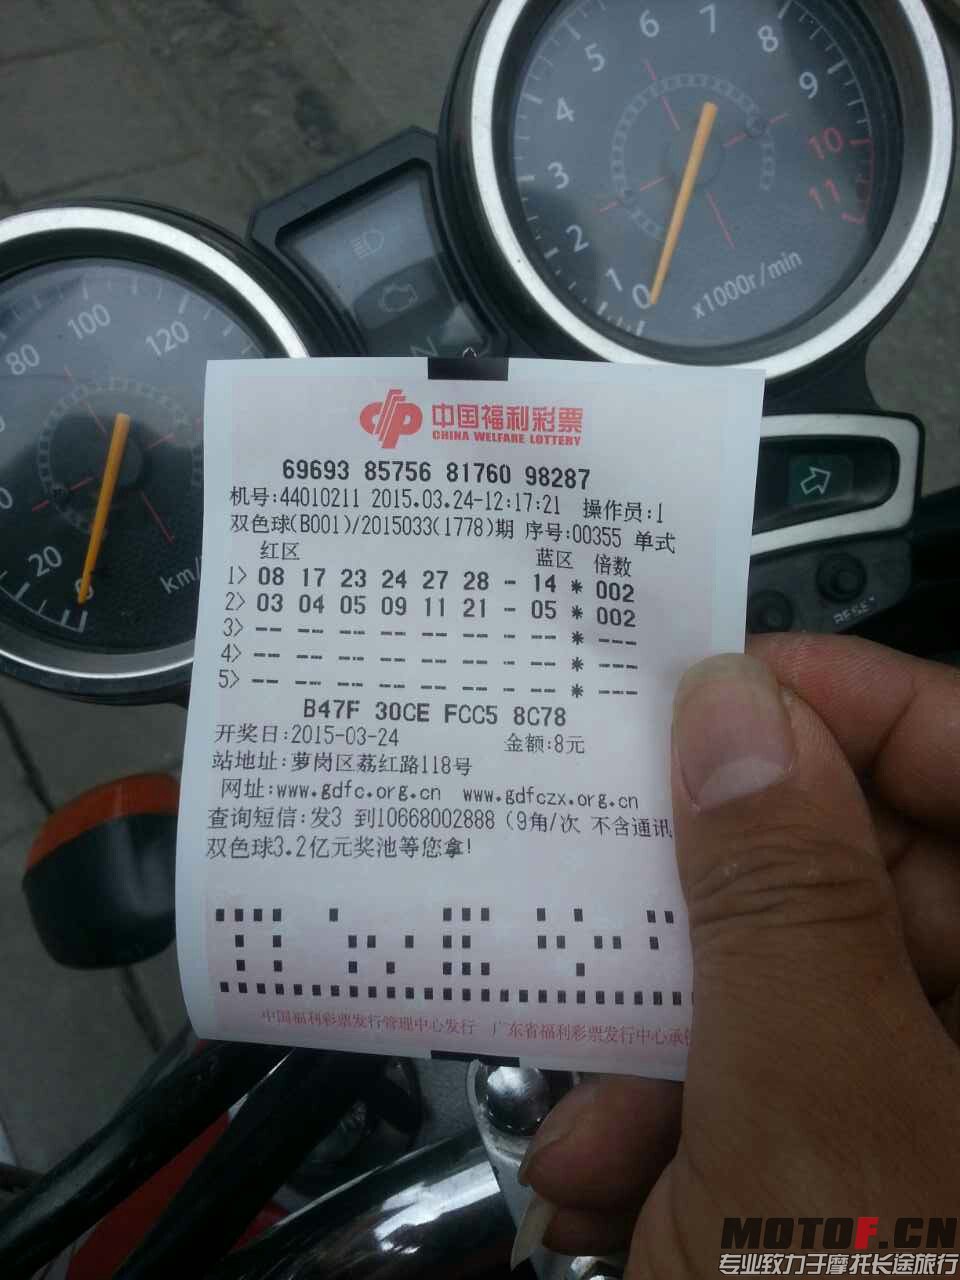 6 7
5 8
4 9
3 10
2 11
1
0
x1000r/min
100
80 120
20
0
km/
N
RESET
中国福利彩票
CHINA WELFARE LOTTERY
69693 85756 81760 98287
机号:44010211 2015.03.24-12:17:21 操作员:1
双色球(B001)/2015033(1778)期 序号:00355 单式
红区 蓝区 倍数
1> 08 17 23 24 27 28 - 14 * 002
2> 03 04 05 09 11 21 - 05 * 002
3> -- -- -- -- -- -- -- * ---
4> -- -- -- -- -- -- -- * ---
5> -- -- -- -- -- -- -- * ---
B47F 30CE FCC5 8C78
开奖日:2015-03-24 金额:8元
站地址:萝岗区荔红路118号
网址:www.gdfc.org.cn www.gdfczx.org.cn
查询短信:发3 到10668002888 (9角/次 不含通讯
双色球3.2亿元奖池等您拿!
中国福利彩票发行管理中心发行 广东省福利彩票发行中心承销
MOTOF.CN
专业致力于摩托长途旅行